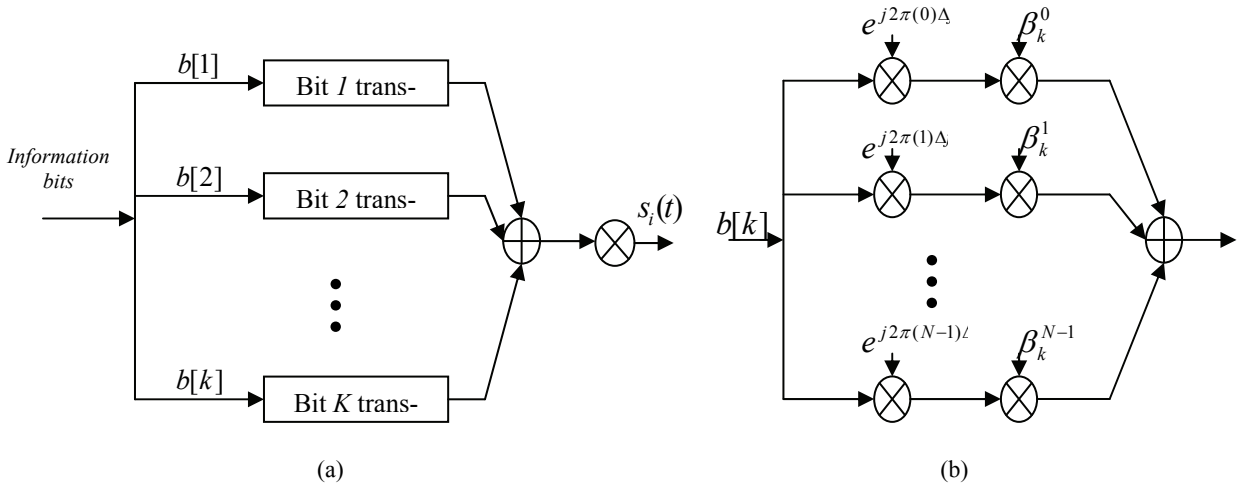 b[1]
Bit 1 trans-
Information
bits
b[2]
Bit 2 trans-
s_i(t)
b[k]
Bit K trans-
(a)
e^{j2π(0)Δ
β_k^0
e^{j2π(1)Δ
β_k^1
b[k]
e^{j2π(N−1)
β_k^{N−1}
(b)